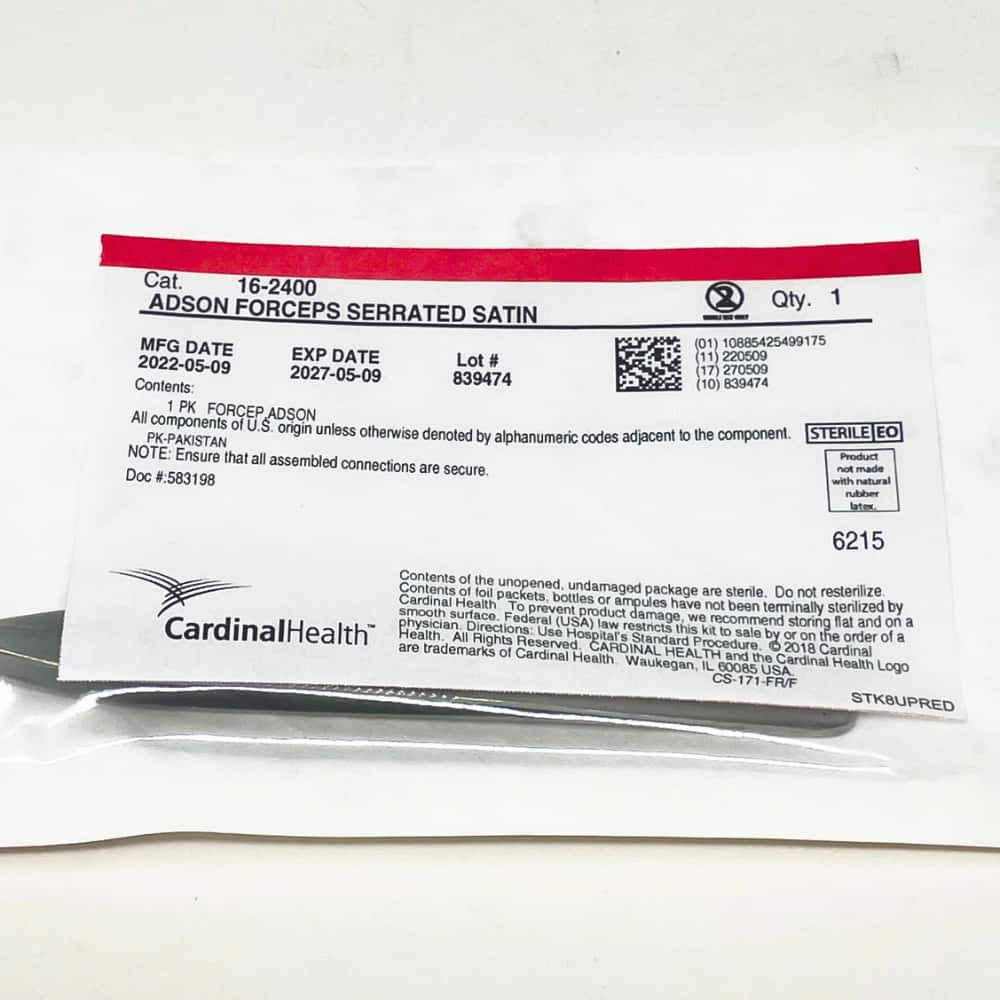 Cat. 16-2400
ADSON FORCEPS SERRATED SATIN
2
SINGLE USE ONLY
Qty. 1
MFG DATE
2022-05-09
EXP DATE
2027-05-09
Lot #
839474
(01) 10885425499175
(11) 220509
(17) 270509
(10) 839474
Contents:
1 PK FORCEP,ADSON
All components of U.S. origin unless otherwise denoted by alphanumeric codes adjacent to the component.
PK-PAKISTAN
NOTE: Ensure that all assembled connections are secure.
Doc #:583198
STERILE EO
Product
not made
with natural
rubber
latex.
6215
CardinalHealth™
Contents of the unopened, undamaged package are sterile. Do not resterilize.
Contents of foil packets, bottles or ampules have not been terminally sterilized by
Cardinal Health. To prevent product damage, we recommend storing flat and on a
smooth surface. Federal (USA) law restricts this kit to sale by or on the order of a
physician. Directions: Use Hospital's Standard Procedure. © 2018 Cardinal
Health. All Rights Reserved. CARDINAL HEALTH and the Cardinal Health Logo
are trademarks of Cardinal Health. Waukegan, IL 60085 USA.
CS-171-FR/F
STK8UPRED